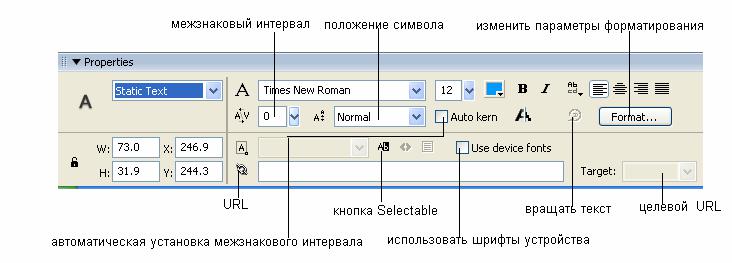 межзнаковый интервал положение символа изменить параметры форматирования
Properties
A Static Text A Times New Roman 12 B I ab
A V 0 A Normal Auto kern Format...
W: 73.0 X: 246.9 A AB Use device fonts
H: 31.9 Y: 244.3 Target:
URL кнопка Selectable вращать текст целевой URL
автоматическая установка межзнакового интервала использовать шрифты устройства